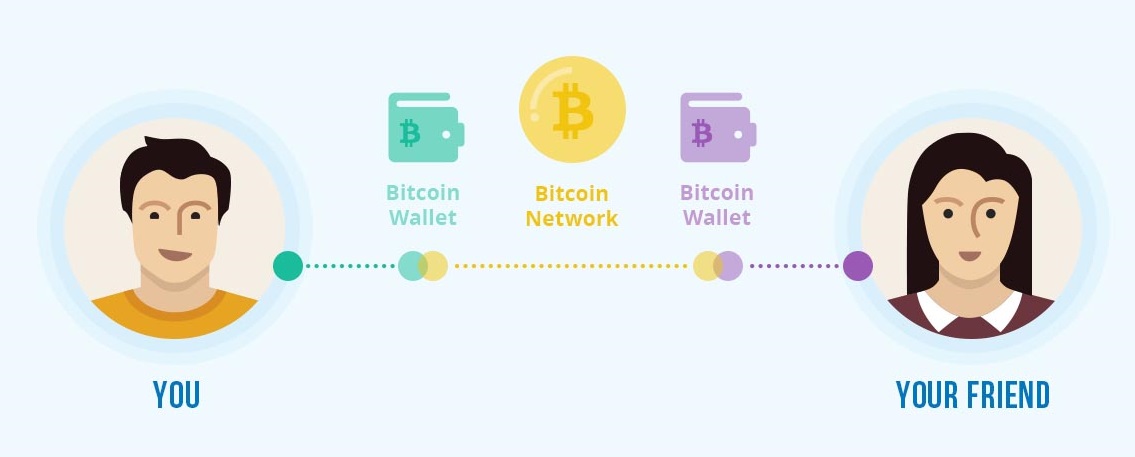 Bitcoin
Wallet
Bitcoin
Network
Bitcoin
Wallet
YOU
YOUR FRIEND